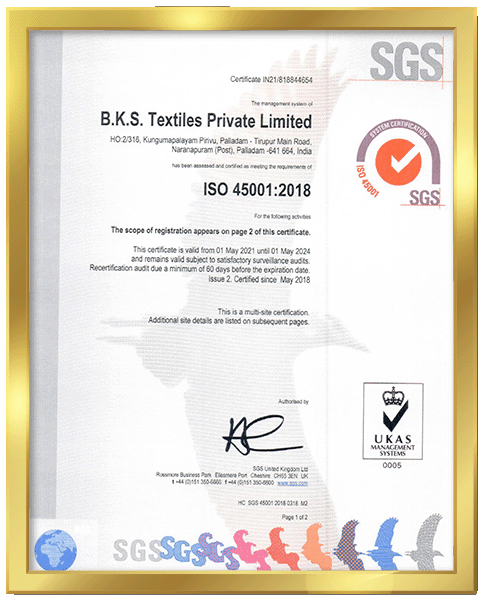 SGS
Certificate IN21/818844654
The management system of
B.K.S. Textiles Private Limited
HO:2/316, Kungumapalayam Pirivu, Palladam - Tirupur Main Road,
Naranapuram (Post), Palladam -641 664, India
has been assessed and certified as meeting the requirements of
ISO 45001:2018
For the following activities
The scope of registration appears on page 2 of this certificate.
This certificate is valid from 01 May 2021 until 01 May 2024
and remains valid subject to satisfactory surveillance audits.
Recertification audit due a minimum of 60 days before the expiration date.
Issue 2. Certified since May 2018
This is a multi-site certification.
Additional site details are listed on subsequent pages.
SYSTEM CERTIFICATION
ISO 45001
SGS
Authorised by
SGS United Kingdom Ltd
Rossmore Business Park Ellesmere Port Cheshire CH65 3EN UK
t +44 (0)151 350-6666 f +44 (0)151 350-6600 www.sgs.com
HC SGS 45001 2018 0318 M2
Page 1 of 2
UKAS
MANAGEMENT
SYSTEMS
0005
SGS SGS SGS SGS SGS